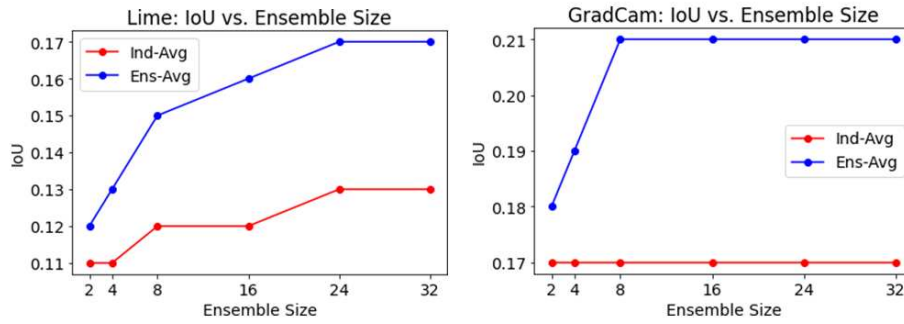 Lime: IoU vs. Ensemble Size
0.17
0.16
0.15
0.14
0.13
0.12
0.11
IoU
Ind-Avg
Ens-Avg
2 4 8 16 24 32
Ensemble Size
GradCam: IoU vs. Ensemble Size
0.21
0.20
0.19
0.18
0.17
IoU
Ind-Avg
Ens-Avg
2 4 8 16 24 32
Ensemble Size